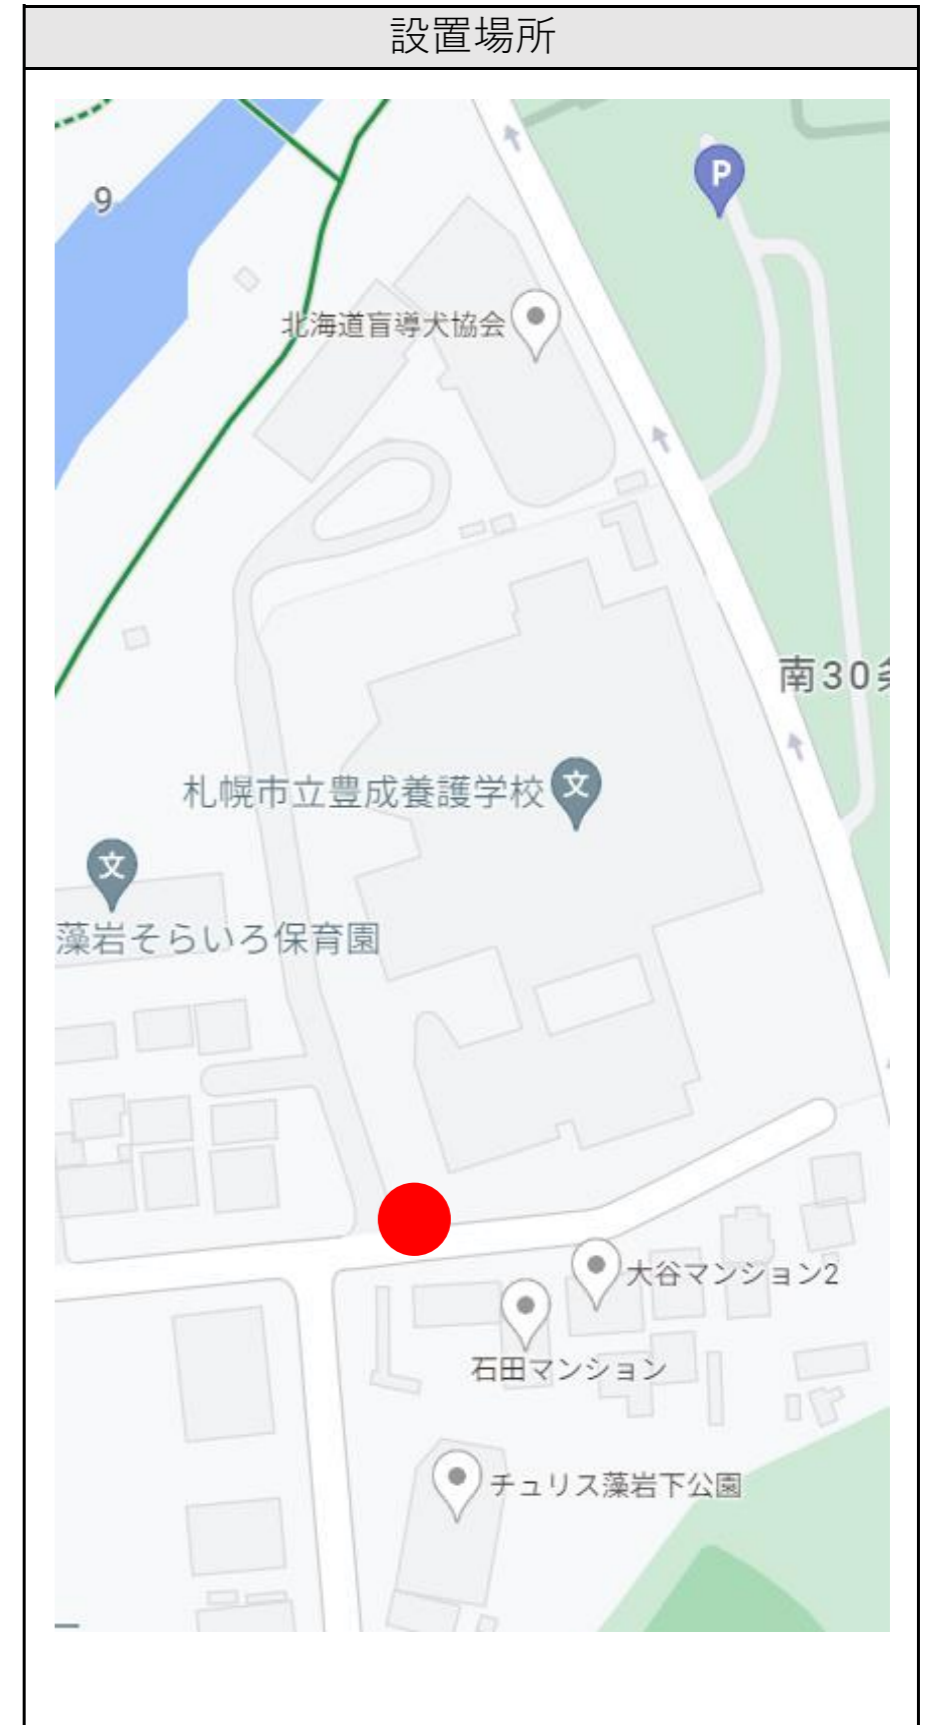 設置場所
P
9
北海道盲導犬協会
南30条
札幌市立豊成養護学校
文
文
藻岩そらいろ保育園
大谷マンション2
石田マンション
チュリス藻岩下公園